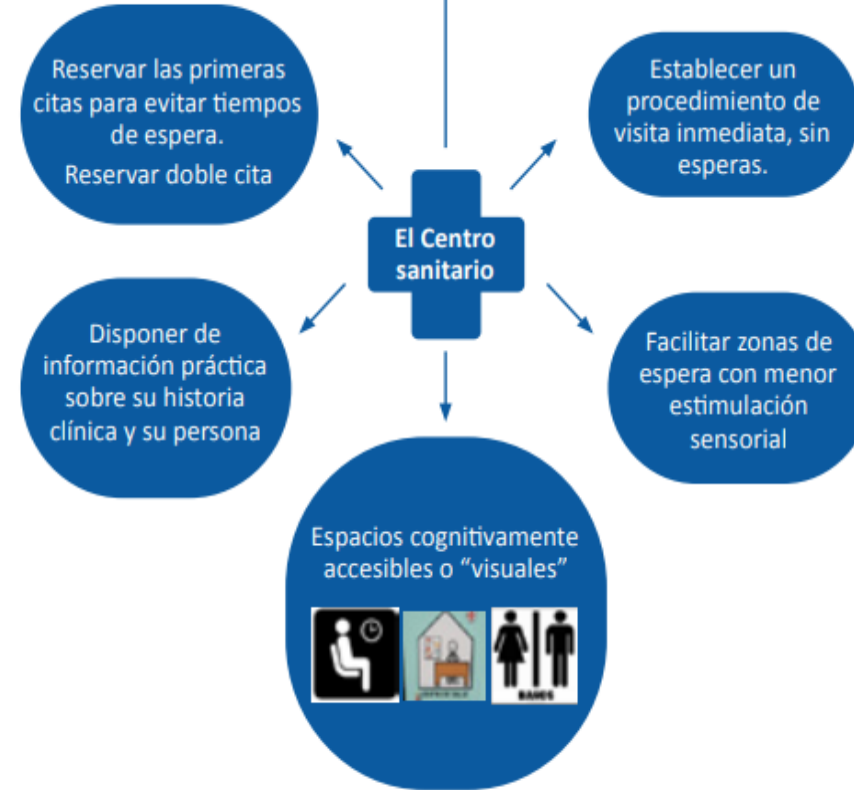 Reservar las primeras
citas para evitar tiempos
de espera.
Reservar doble cita
Establecer un
procedimiento de
visita inmediata, sin
esperas.
El Centro
sanitario
Disponer de
información práctica
sobre su historia
clínica y su persona
Facilitar zonas de
espera con menor
estimulación
sensorial
Espacios cognitivamente
accesibles o “visuales”
BAÑOS